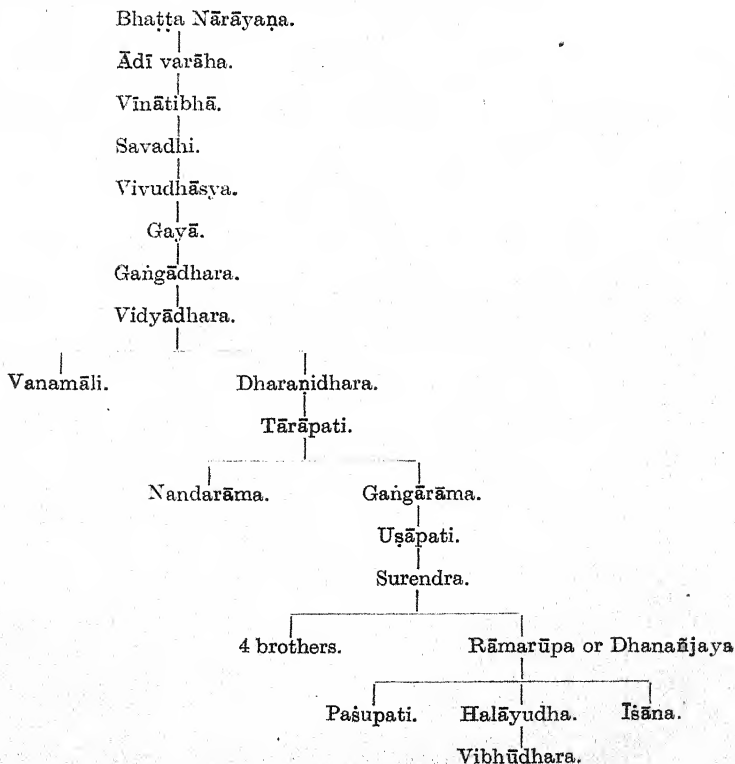 Bhaṭṭa Nārāyaṇa.
Ādī varāha.
Vīnātibhā.
Savadhi.
Vivudhāsya.
Gayā.
Gaṅgādhara.
Vidyādhara.
Vanamāli. Dharaṇidhara.
Tārāpati.
Nandarāma. Gaṅgārāma.
Uṣāpati.
Surendra.
4 brothers. Rāmarūpa or Dhanañjaya
Paśupati. Halāyudha. Īśāna.
Vibhūdhara.